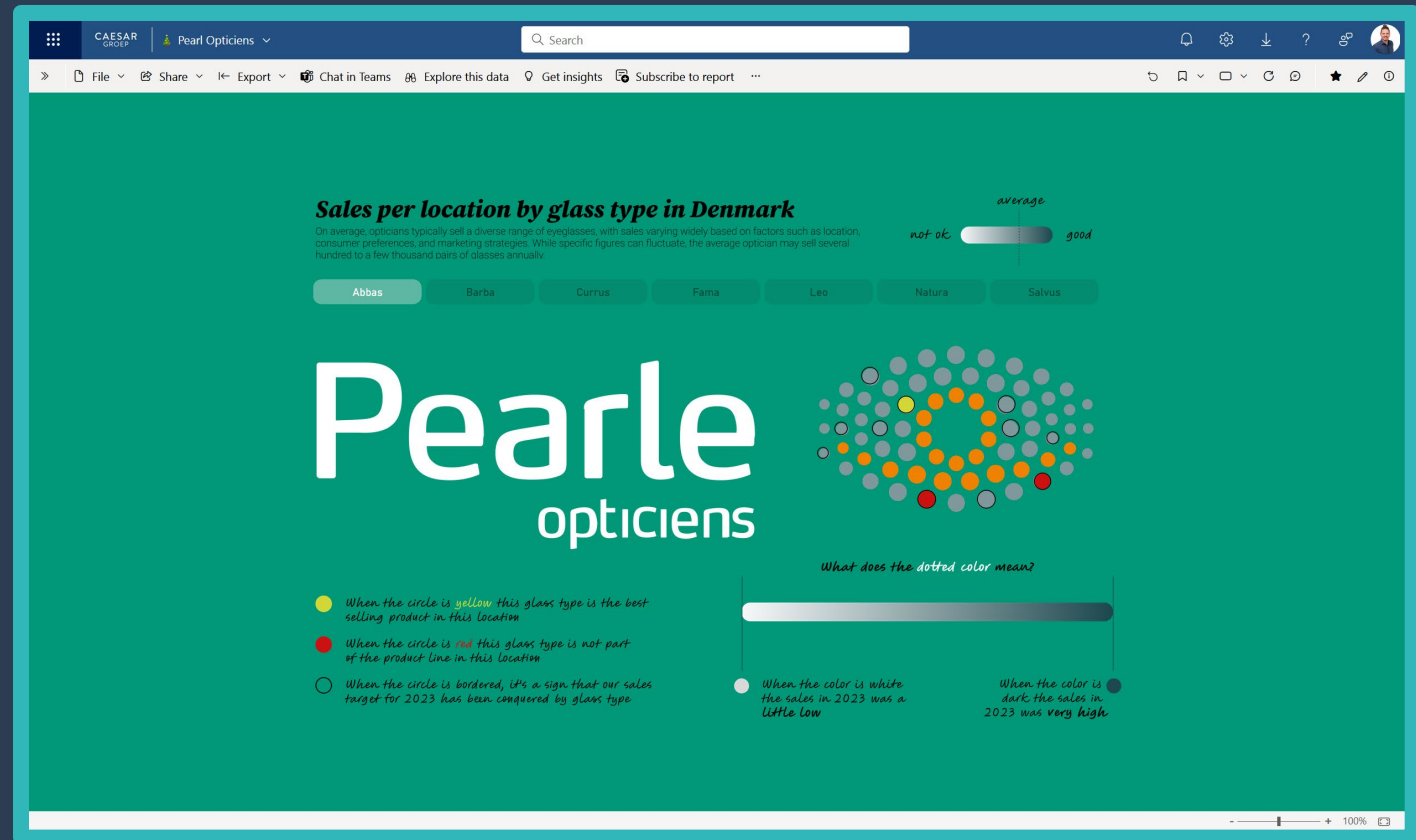 CAESAR
GROEP
Pearl Opticiens
Search
File
Share
Export
Chat in Teams
Explore this data
Get insights
Subscribe to report
Sales per location by glass type in Denmark
On average, opticians typically sell a diverse range of eyeglasses, with sales varying widely based on factors such as location,
consumer preferences, and marketing strategies. While specific figures can fluctuate, the average optician may sell several
hundred to a few thousand pairs of glasses annually.
average
not ok
good
Abbas
Barba
Currus
Fama
Leo
Natura
Salvus
Pearle
opticiens
What does the dotted color mean?
When the circle is yellow this glass type is the best
selling product in this location
When the circle is red this glass type is not part
of the product line in this location
When the circle is bordered, it's a sign that our sales
target for 2023 has been conquered by glass type
When the color is white
the sales in 2023 was a
little low
When the color is
dark the sales in
2023 was very high
- + 100%